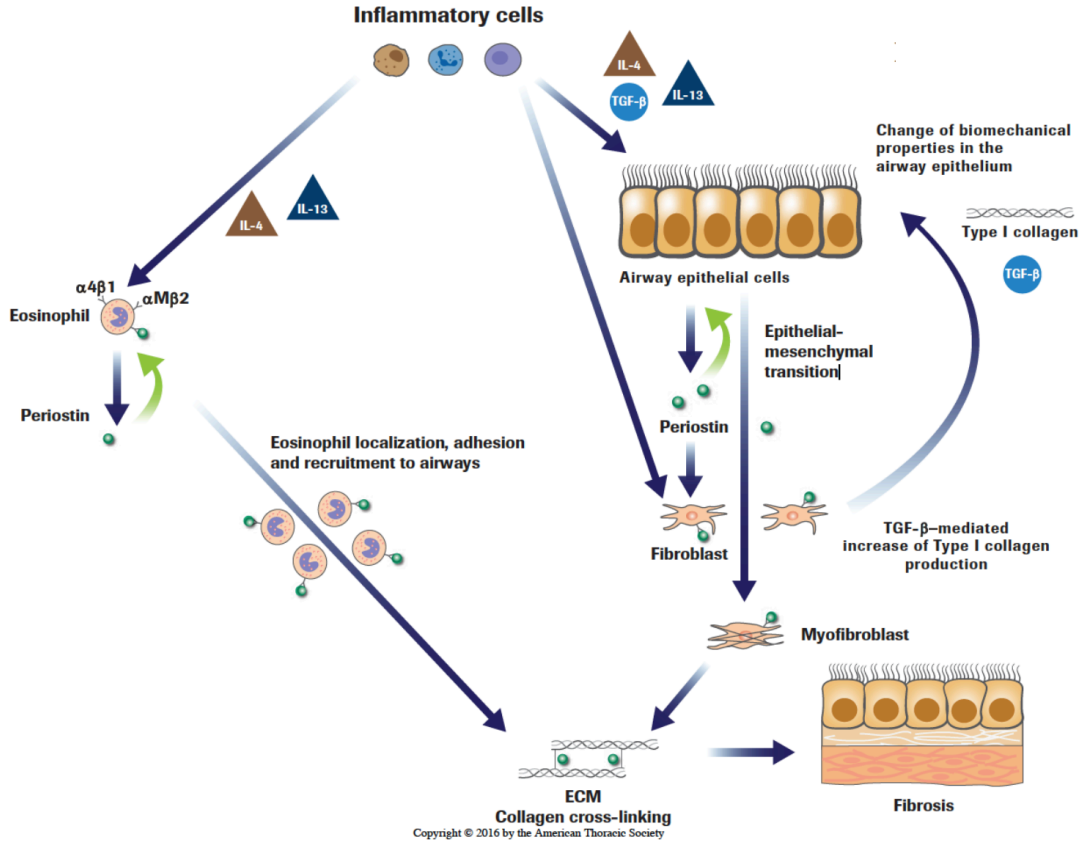 Inflammatory cells
IL-4
TGF-β
IL-13
IL-4
IL-13
Change of biomechanical
properties in the
airway epithelium
Type I collagen
TGF-β
Airway epithelial cells
α4β1
αMβ2
Eosinophil
Periostin
Epithelial-
mesenchymal
transition
Periostin
Eosinophil localization, adhesion
and recruitment to airways
Fibroblast
TGF-β–mediated
increase of Type I collagen
production
Myofibroblast
ECM
Collagen cross-linking
Fibrosis
Copyright © 2016 by the American Thoracic Society